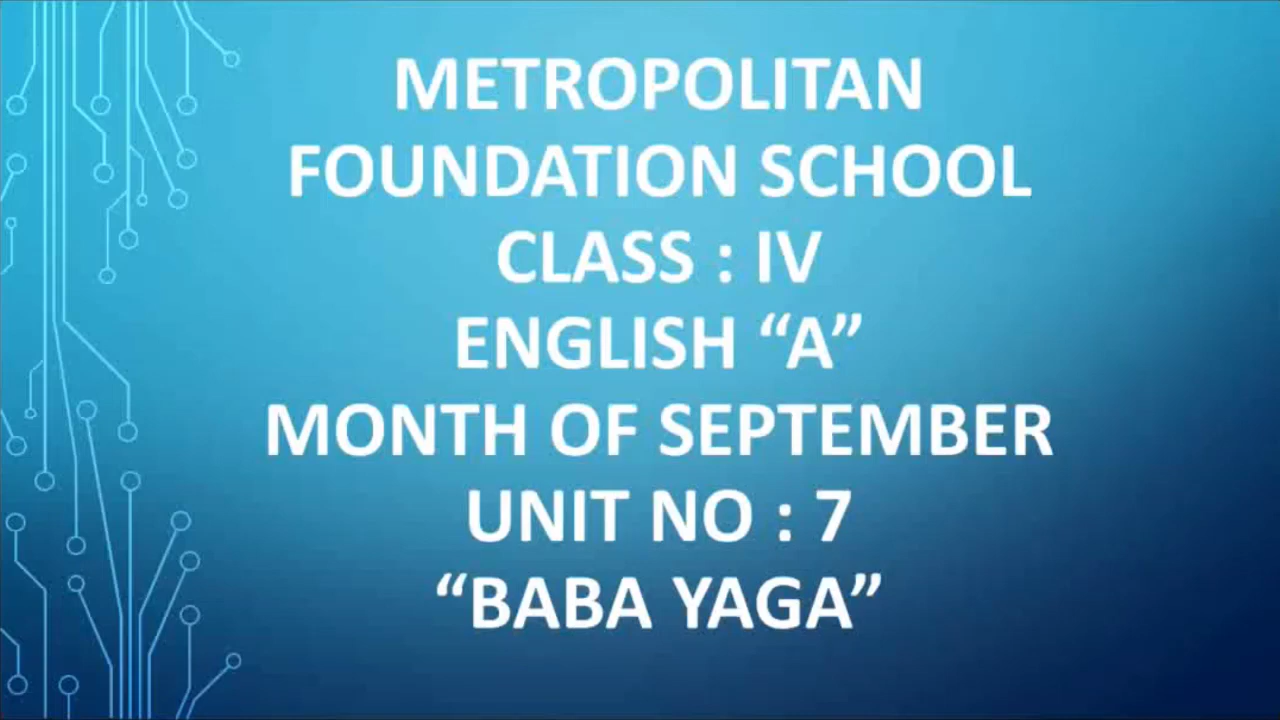 METROPOLITAN
FOUNDATION SCHOOL
CLASS : IV
ENGLISH “A”
MONTH OF SEPTEMBER
UNIT NO : 7
“BABA YAGA”